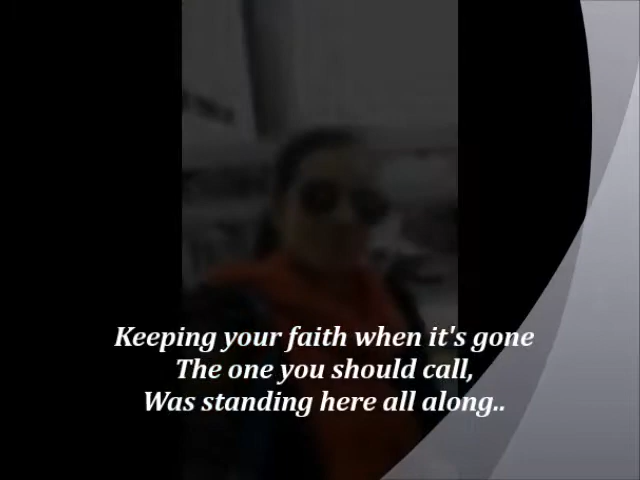 Keeping your faith when it's gone
The one you should call,
Was standing here all along..